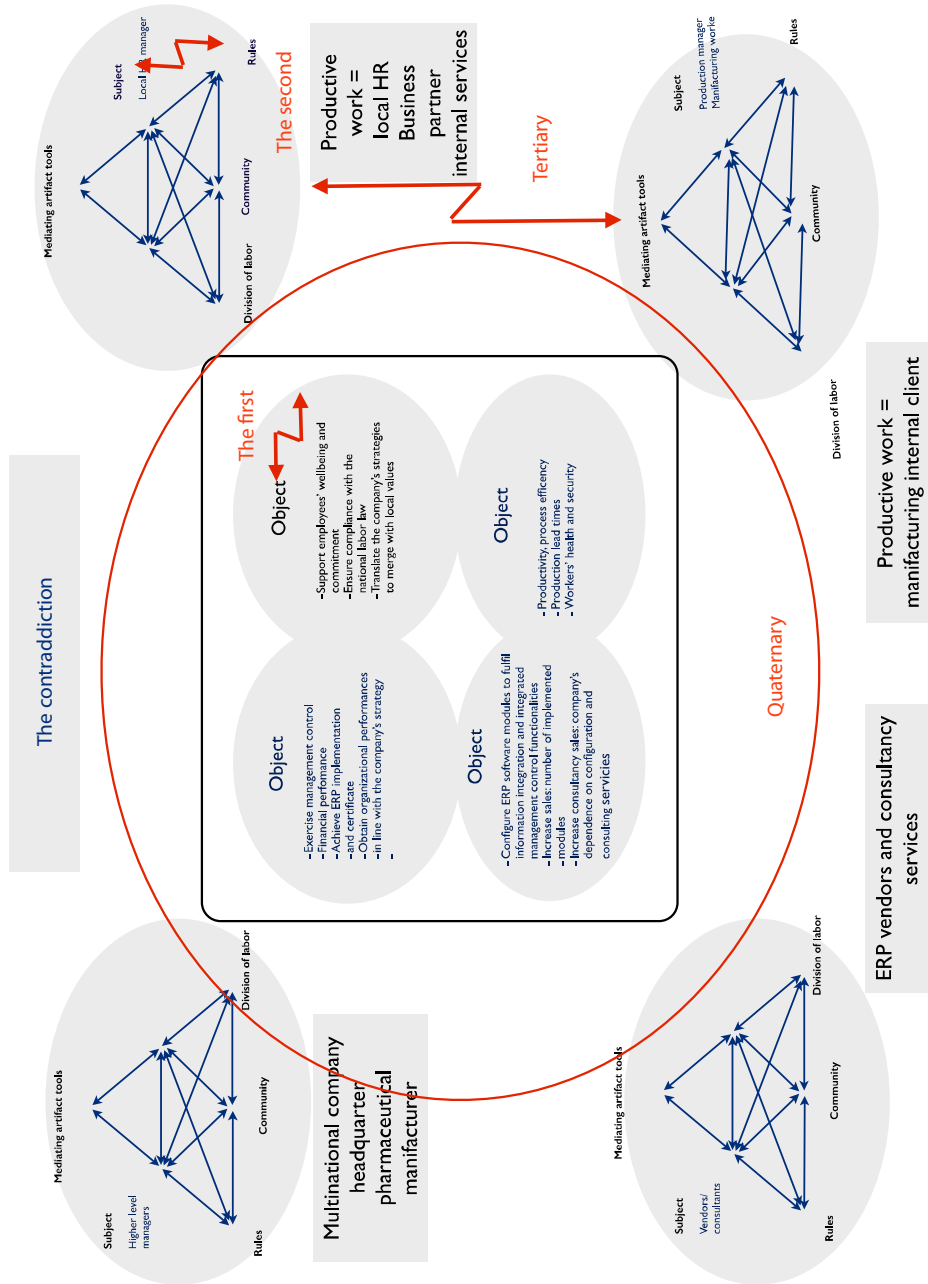 The contraddiction
Mediating artifact tools
Subject
Higher level
managers
Rules
Community
Division of labor
Multinational company
headquarter
pharmaceutical
manifacturer
Mediating artifact tools
Subject
Local HR manager
Rules
Community
Division of labor
The second
Productive
work =
local HR
Business
partner
internal services
The first
Object
-Exercise management control
-Financial perfomance
-Achieve ERP implementation
-and certificate
-Obtain organizational performances
-in line with the company's strategy
-
Object
-Support employees' wellbeing and
commitment
-Ensure compliance with the
national labor law
-Translate the company's strategies
to merge with local values
Object
- Configure ERP software modules to fulfil
information integration and integrated
management control functionalities
- Increase sales: number of implemented
- modules
- Increase consultancy sales: company's
dependence on configuration and
consulting servicies
Object
- Productivity, process efficency
- Production lead times
- Workers' health and security
Tertiary
Quaternary
Mediating artifact tools
Subject
Vendors/
consultants
Rules
Community
Division of labor
ERP vendors and consultancy
services
Mediating artifact tools
Subject
Production manager
Manifacturing worke
Rules
Community
Division of labor
Productive work =
manifacturing internal client